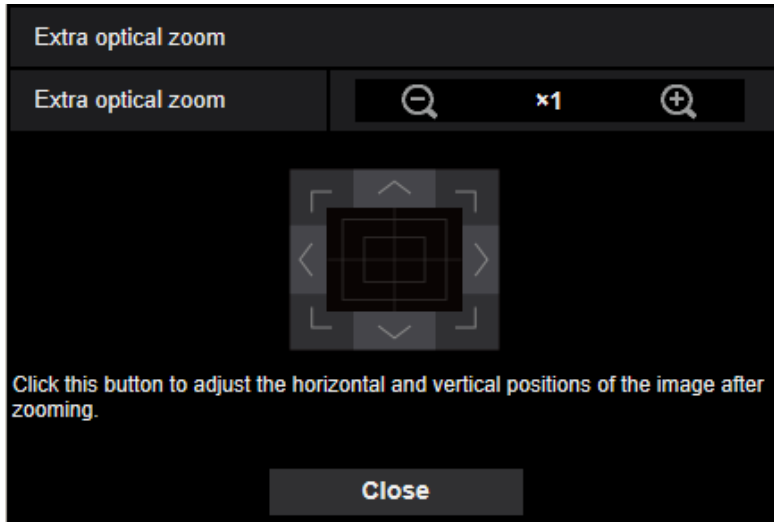 Extra optical zoom
Extra optical zoom
×1
Click this button to adjust the horizontal and vertical positions of the image after
zooming.
Close